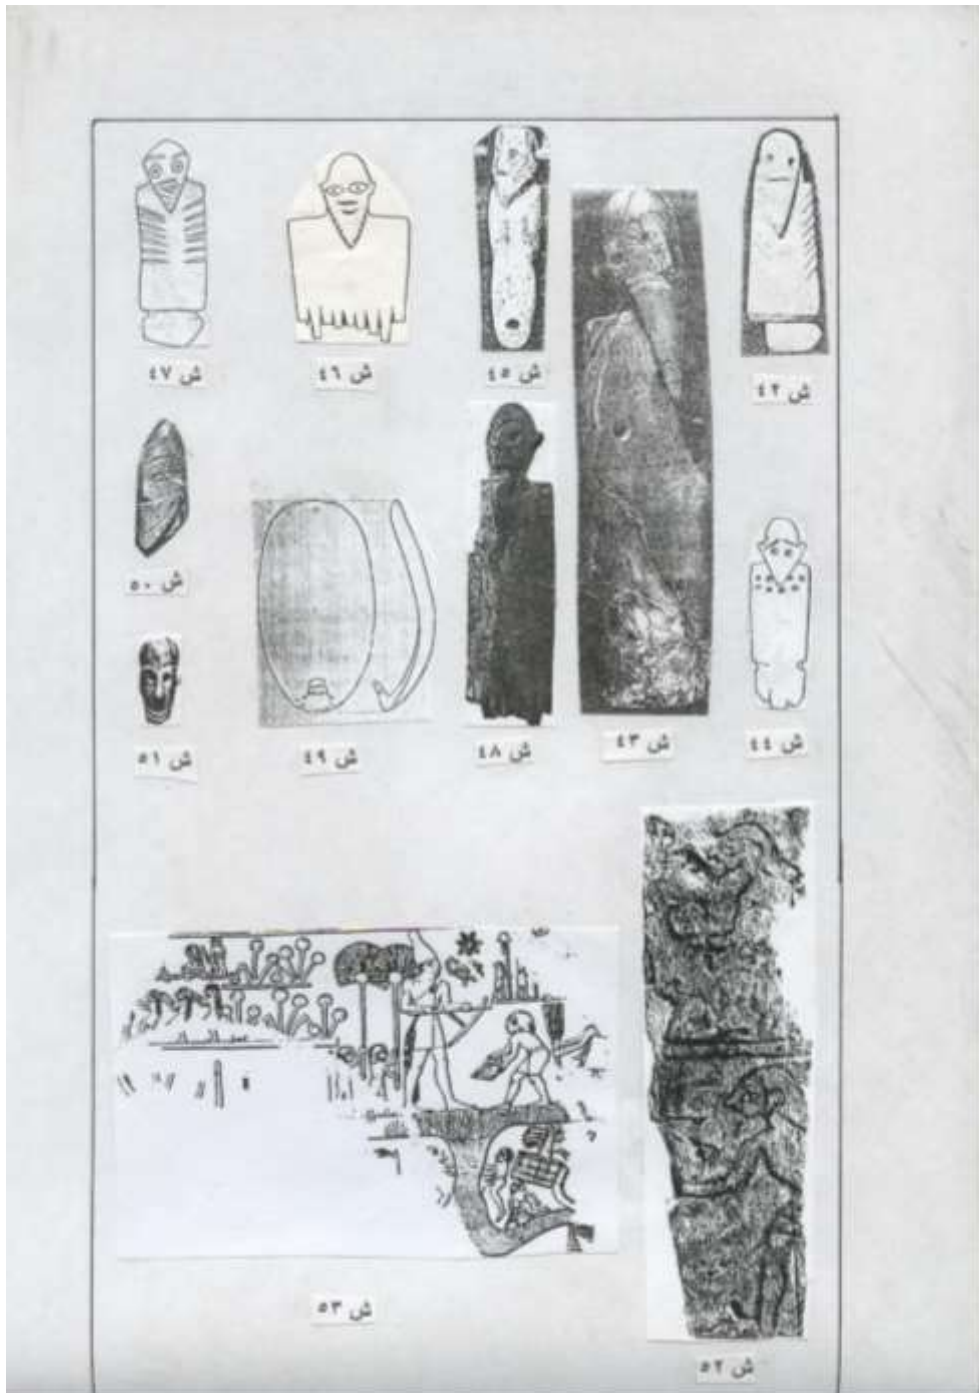 ش ٤٢
ش ٤٥
ش ٤٦
ش ٤٧
ش ٥٠
ش ٤٤
ش ٤٣
ش ٤٨
ش ٤٩
ش ٥١
ش ٥٣
ش ٥٢